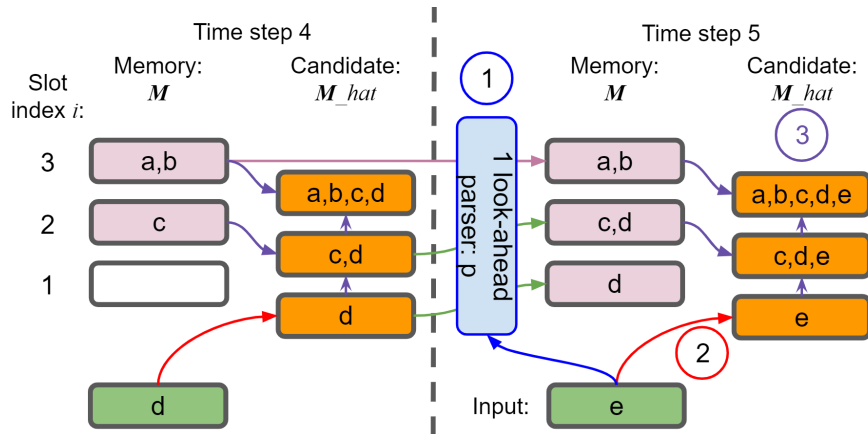 Time step 4
Time step 5
Slot
index i:
Memory:
M
Candidate:
M_hat
1
Memory:
M
Candidate:
M_hat
3
3
a,b
a,b,c,d
2
c
c,d
1
d
d
1 look-ahead
parser: p
a,b
a,b,c,d,e
c,d
c,d,e
d
e
2
Input:
e